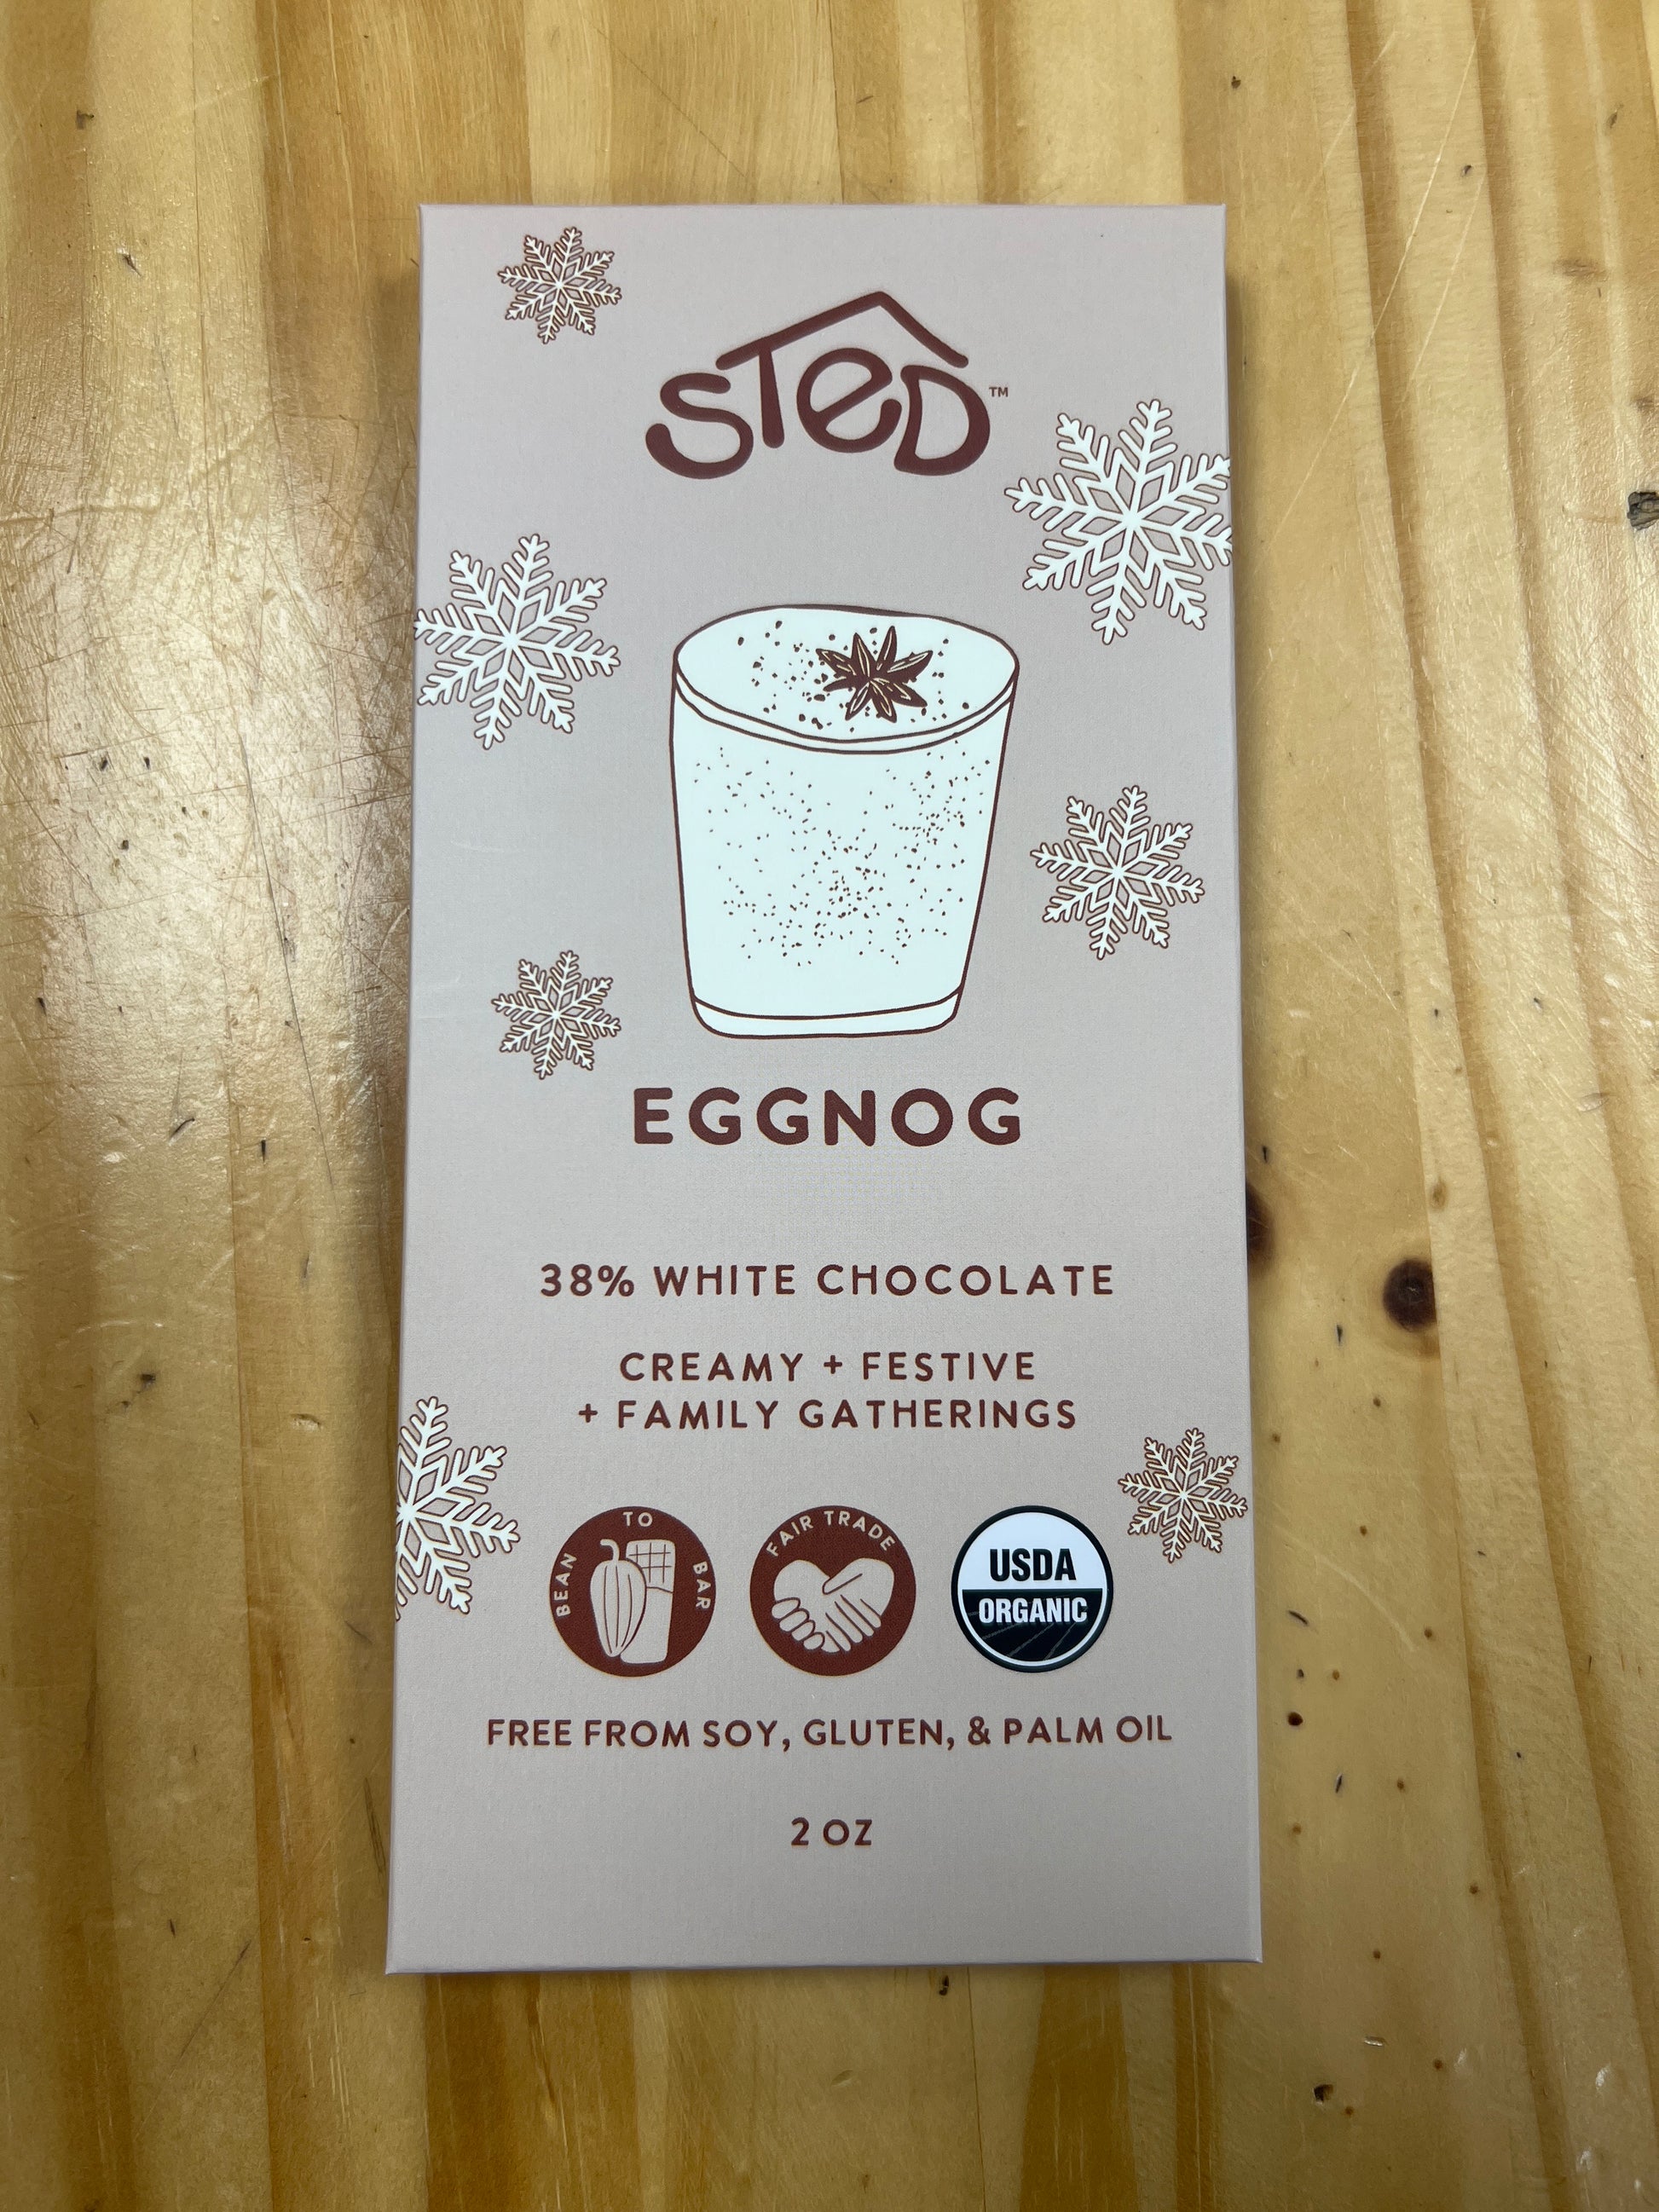 STeD™
EGGNOG
38% WHITE CHOCOLATE
CREAMY + FESTIVE
+ FAMILY GATHERINGS
BEAN TO BAR
FAIR TRADE
USDA
ORGANIC
FREE FROM SOY, GLUTEN, & PALM OIL
2 OZ